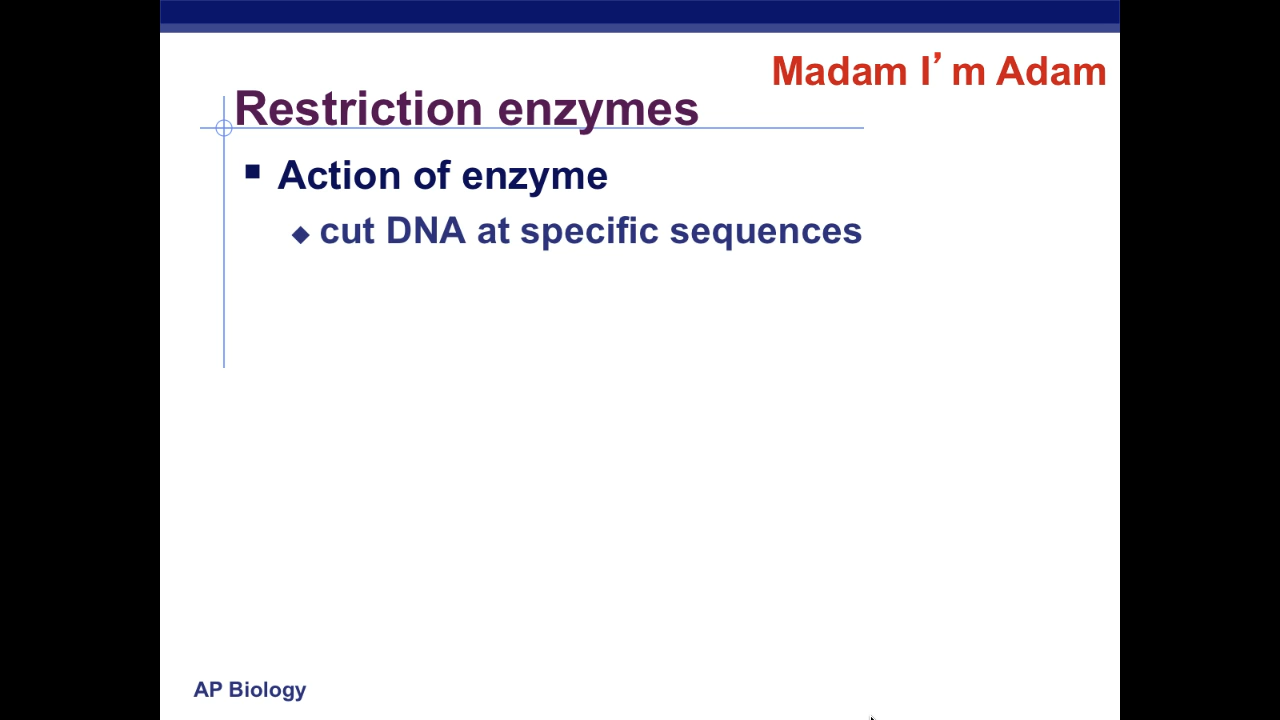 Madam I’m Adam
Restriction enzymes
Action of enzyme
cut DNA at specific sequences
AP Biology